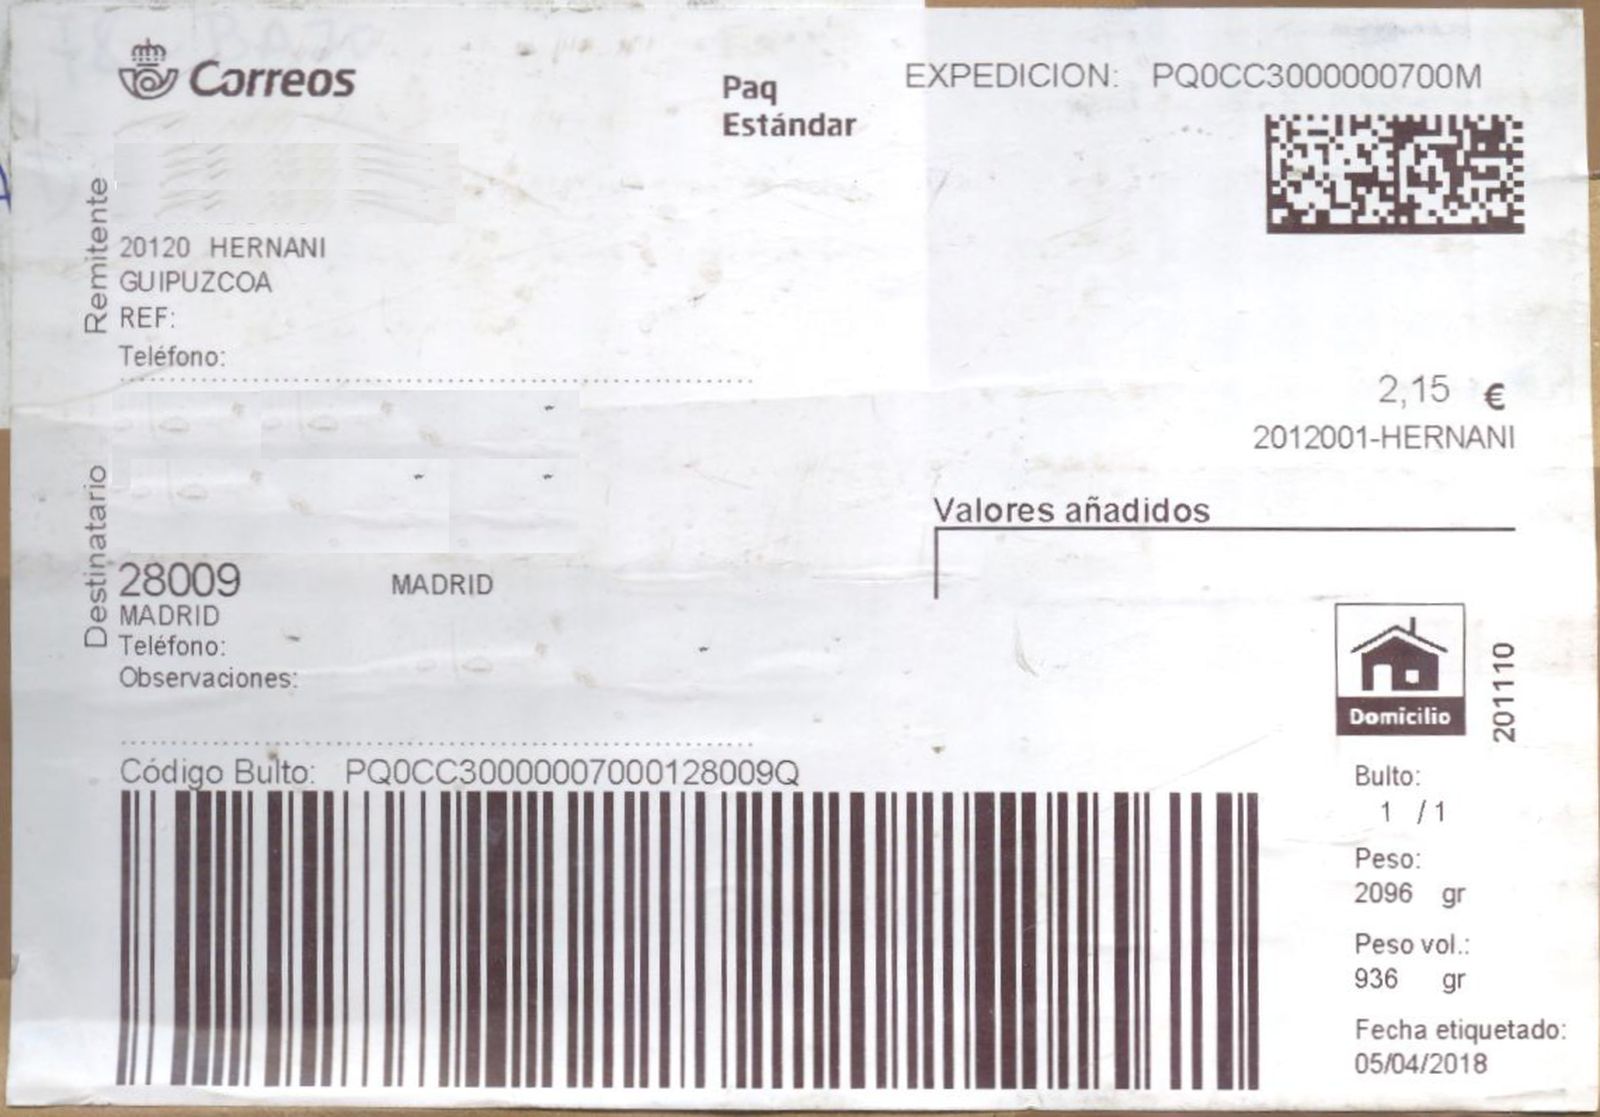 Correos
Paq
Estándar
EXPEDICION: PQ0CC3000000700M
Remitente
20120 HERNANI
GUIPUZCOA
REF:
Teléfono:
2,15 €
2012001-HERNANI
Destinatario
28009 MADRID
MADRID
Teléfono:
Observaciones:
Valores añadidos
Domicilio
201110
Código Bulto: PQ0CC30000007000128009Q
Bulto:
1 / 1
Peso:
2096 gr
Peso vol.:
936 gr
Fecha etiquetado:
05/04/2018